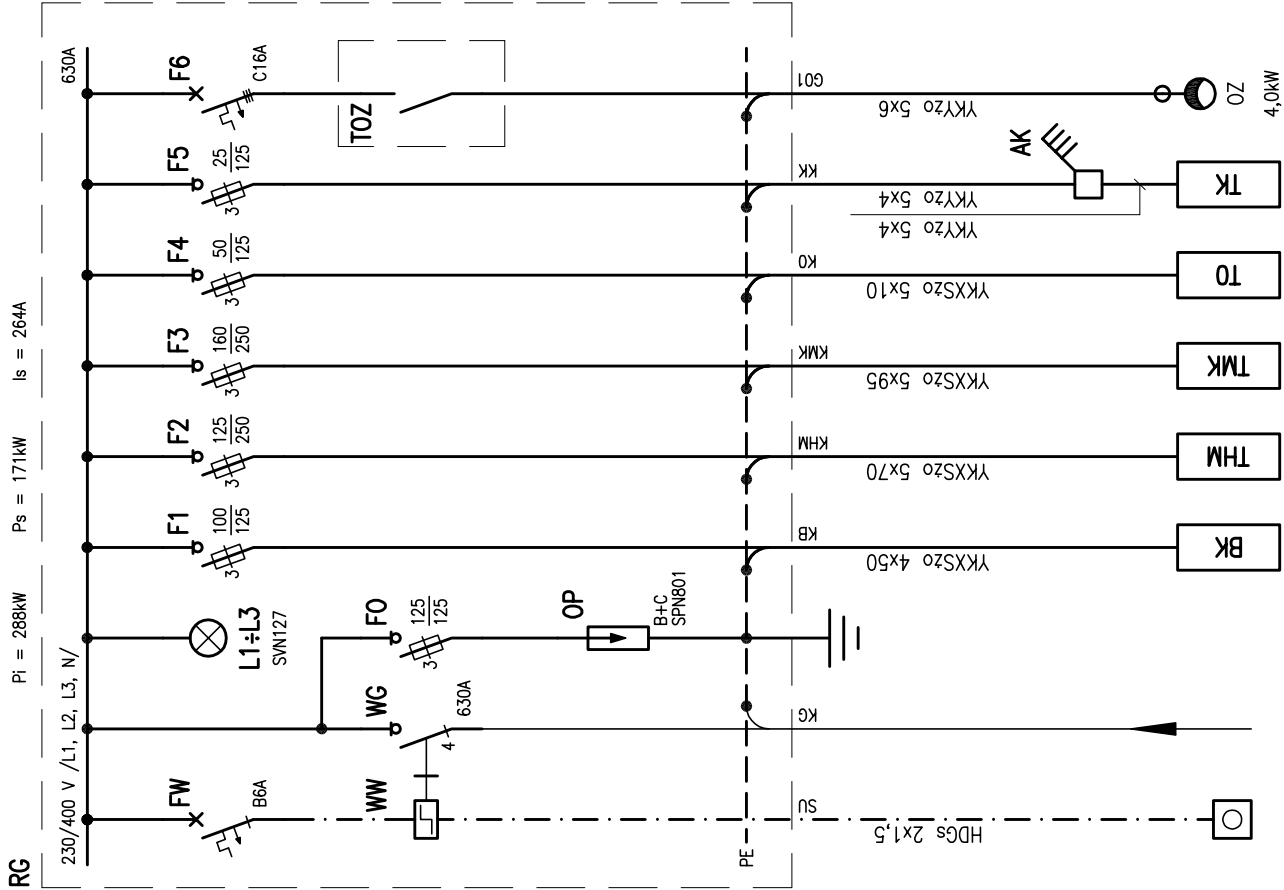 RG
Pi = 288kW Ps = 171kW Is = 264A
230/400 V /L1, L2, L3, N/
630A
FW
B6A
WW
SU
HDGs 2x1,5
WG
630A
4
KG
L1÷L3
SVN127
FO
125
125
3
OP
B+C
SPN801
PE
F1
100
125
3
KB
YKXSżo 4x50
BK
F2
125
250
3
KHM
YKXSżo 5x70
THM
F3
160
250
3
KMK
YKXSżo 5x95
TMK
F4
50
125
3
KO
YKXSżo 5x10
TO
F5
25
125
3
KK
YKYżo 5x4
YKYżo 5x4
AK
TK
F6
C16A
TOZ
GO1
YKYżo 5x6
OZ
4,0kW